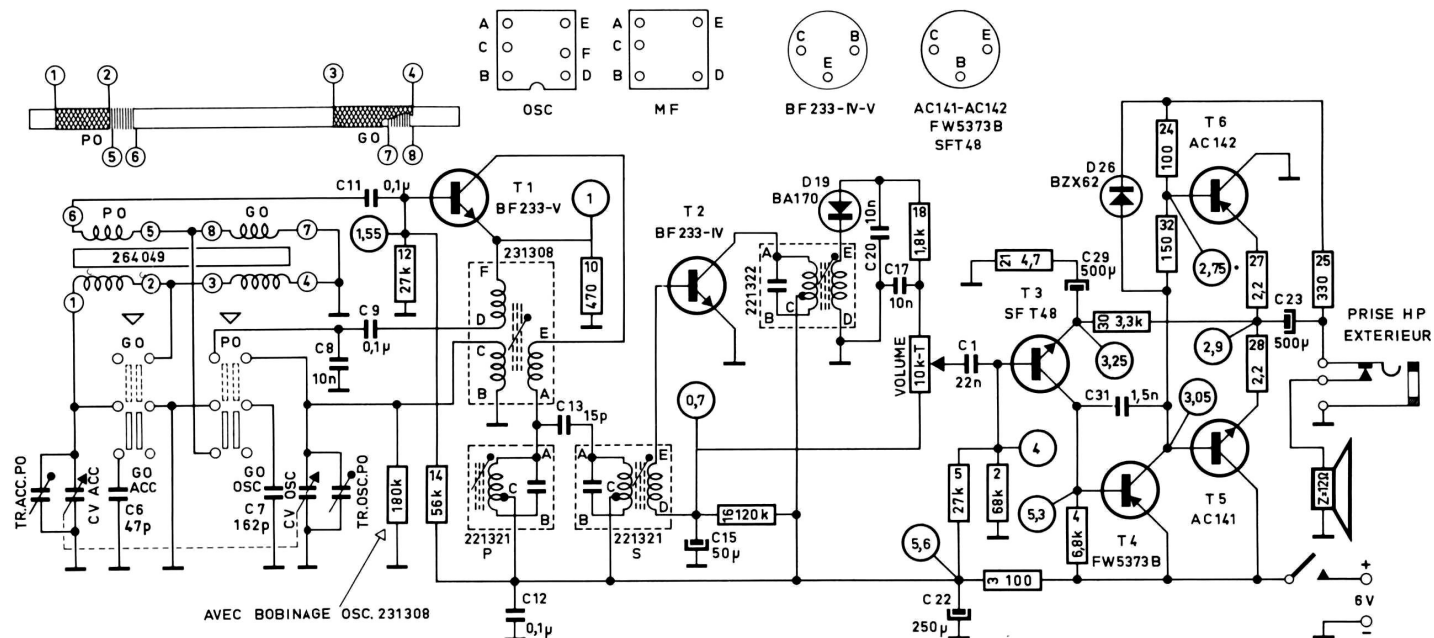 A E
C F
B D
OSC
A E
C
B D
MF
C B
E
BF 233-IV-V
C E
B
AC141-AC142
FW5373B
SFT48
1 2 3 4
PO GO
5 6 7 8
C11
0,1µ
T1
BF233-V
1
1,55
12
27k
10
470
6 PO 5 8 GO 7
264 049
1 2 3 4
GO
PO
C9
0,1µ
C8
10n
231308
F
D
C
B
E
A
C13
15p
TR.ACC.PO
CV ACC
GO
ACC
C6
47p
GO
OSC
C7
162p
CV OSC
TR.OSC.PO
180k
14
56k
AVEC BOBINAGE OSC. 231308
A
C
B
221321
P
A E
C
B D
221321
S
C12
0,1µ
T2
BF 233-IV
D19
BA170
221322
A E
C
B D
10n
C20
18
1,8k
C17
10n
VOLUME
10k-T
0,7
16 120k
C15
50µ
C1
22n
21 4,7
C29
500µ
T3
SFT48
30 3,3k
3,25
C31 1,5n
4
5
27k
2
68k
5,3
4
6,8k
5,6
3 100
C22
250µ
T4
FW5373B
T5
AC141
3,05
2,9
D26
BZX62
24
100
32
150
T6
AC142
2,75
27
2,2
28
2,2
25
330
C23
500µ
PRISE HP
EXTERIEUR
Z=12Ω
+
6V
−